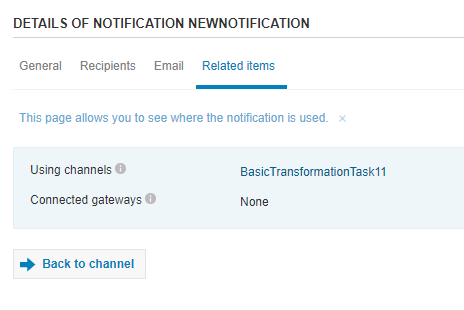 DETAILS OF NOTIFICATION NEWNOTIFICATION
General Recipients Email Related items
This page allows you to see where the notification is used. ×
Using channels BasicTransformationTask11
Connected gateways None
Back to channel